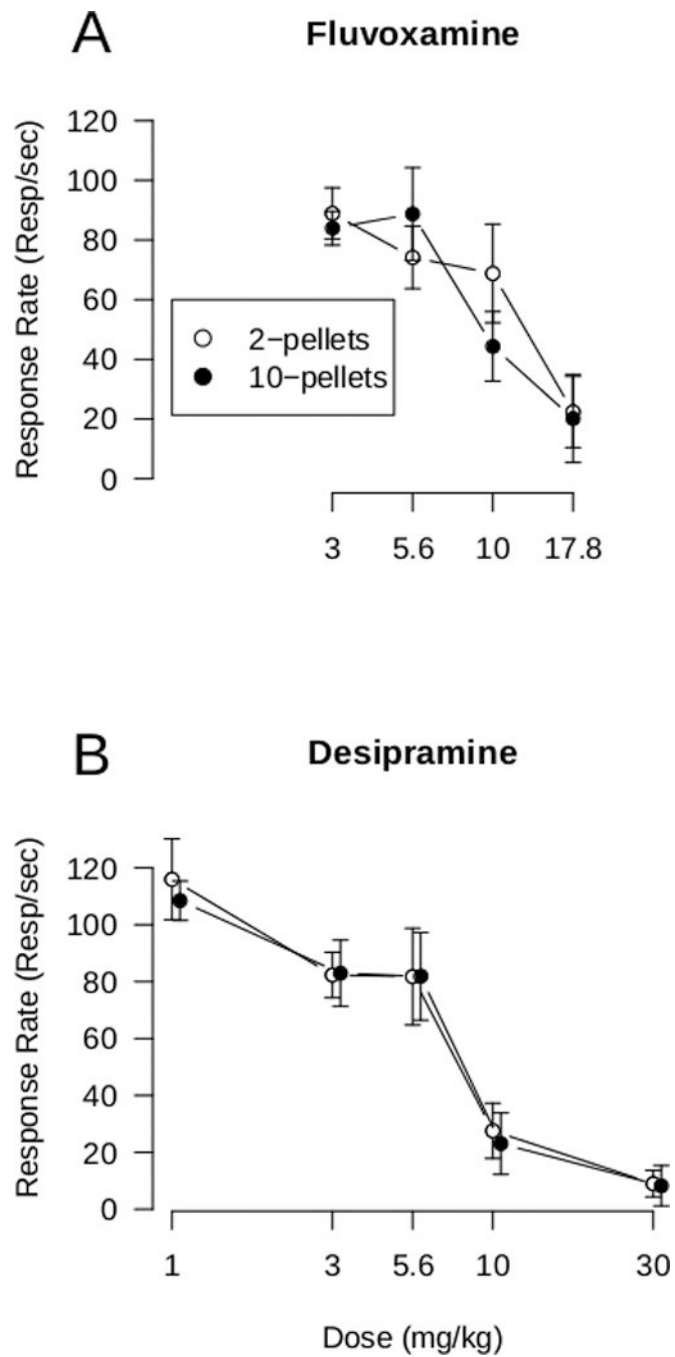 A
Fluvoxamine
Response Rate (Resp/sec)
120
100
80
60
40
20
0
2−pellets
10−pellets
3 5.6 10 17.8
B
Desipramine
Response Rate (Resp/sec)
120
100
80
60
40
20
0
1 3 5.6 10 30
Dose (mg/kg)